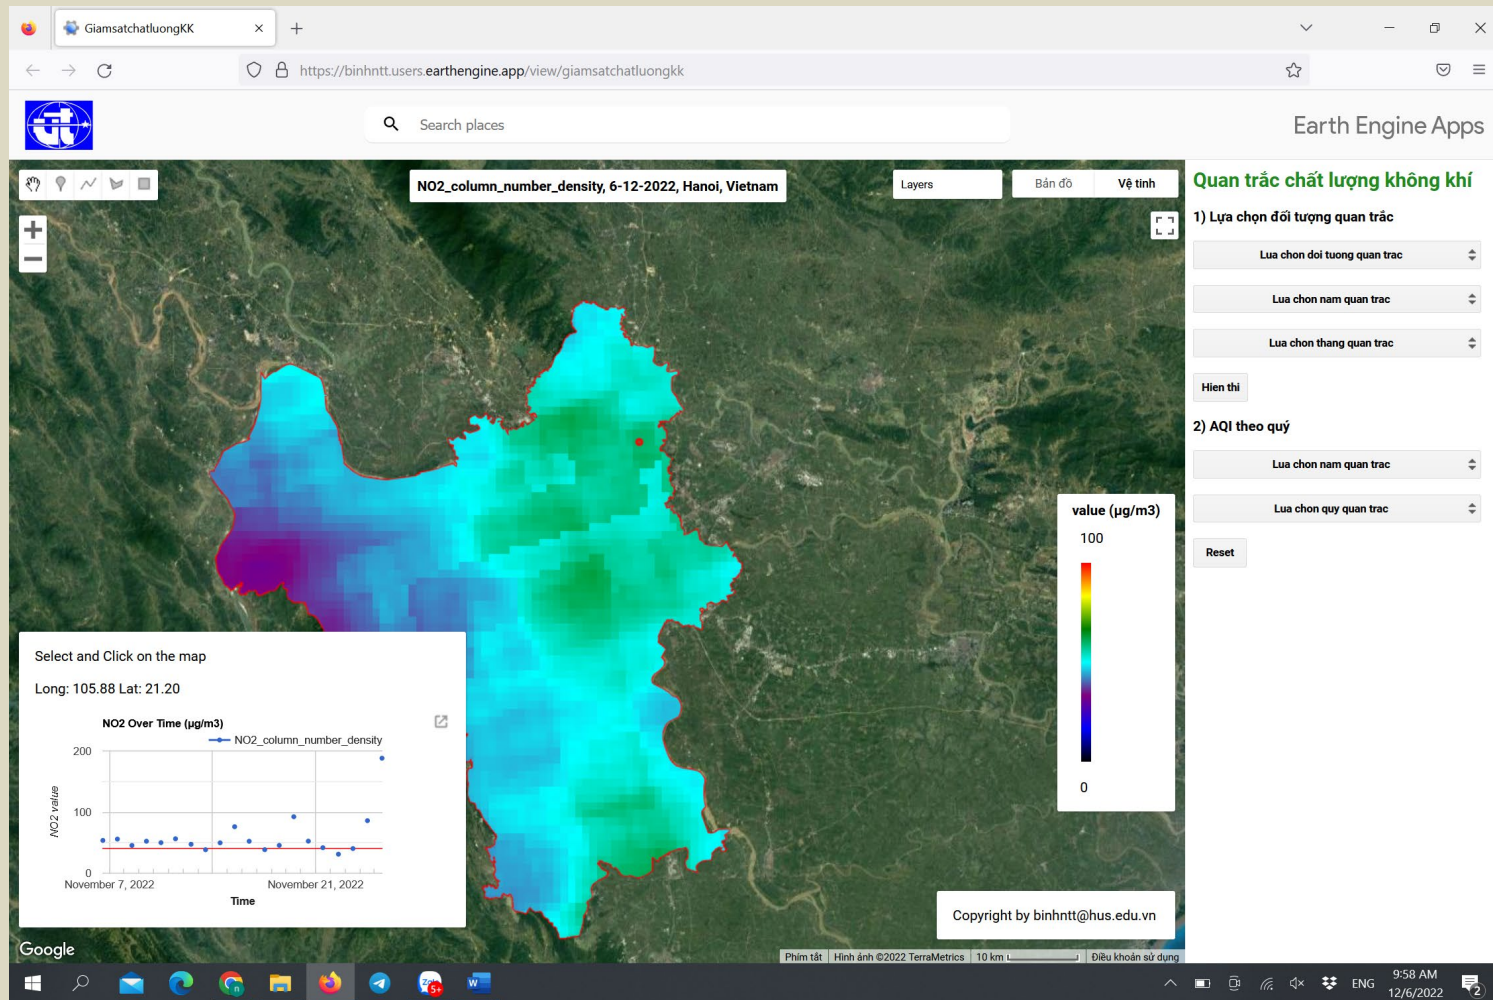 GiamsatchatluongKK
https://binhntt.users.earthengine.app/view/giamsatchatluongkk
Search places
Earth Engine Apps
NO2_column_number_density, 6-12-2022, Hanoi, Vietnam
Layers
Bản đồ
Vệ tinh
Quan trắc chất lượng không khí
1) Lựa chọn đối tượng quan trắc
Lua chon doi tuong quan trac
Lua chon nam quan trac
Lua chon thang quan trac
Hien thi
2) AQI theo quý
Lua chon nam quan trac
Lua chon quy quan trac
Reset
value (µg/m3)
100
0
Select and Click on the map
Long: 105.88 Lat: 21.20
NO2 Over Time (µg/m3)
NO2_column_number_density
200
100
0
NO2 value
November 7, 2022
November 21, 2022
Time
Copyright by binhntt@hus.edu.vn
Google
Phím tắt
Hình ảnh ©2022 TerraMetrics
10 km
Điều khoản sử dụng
ENG
9:58 AM
12/6/2022
2
5+
W